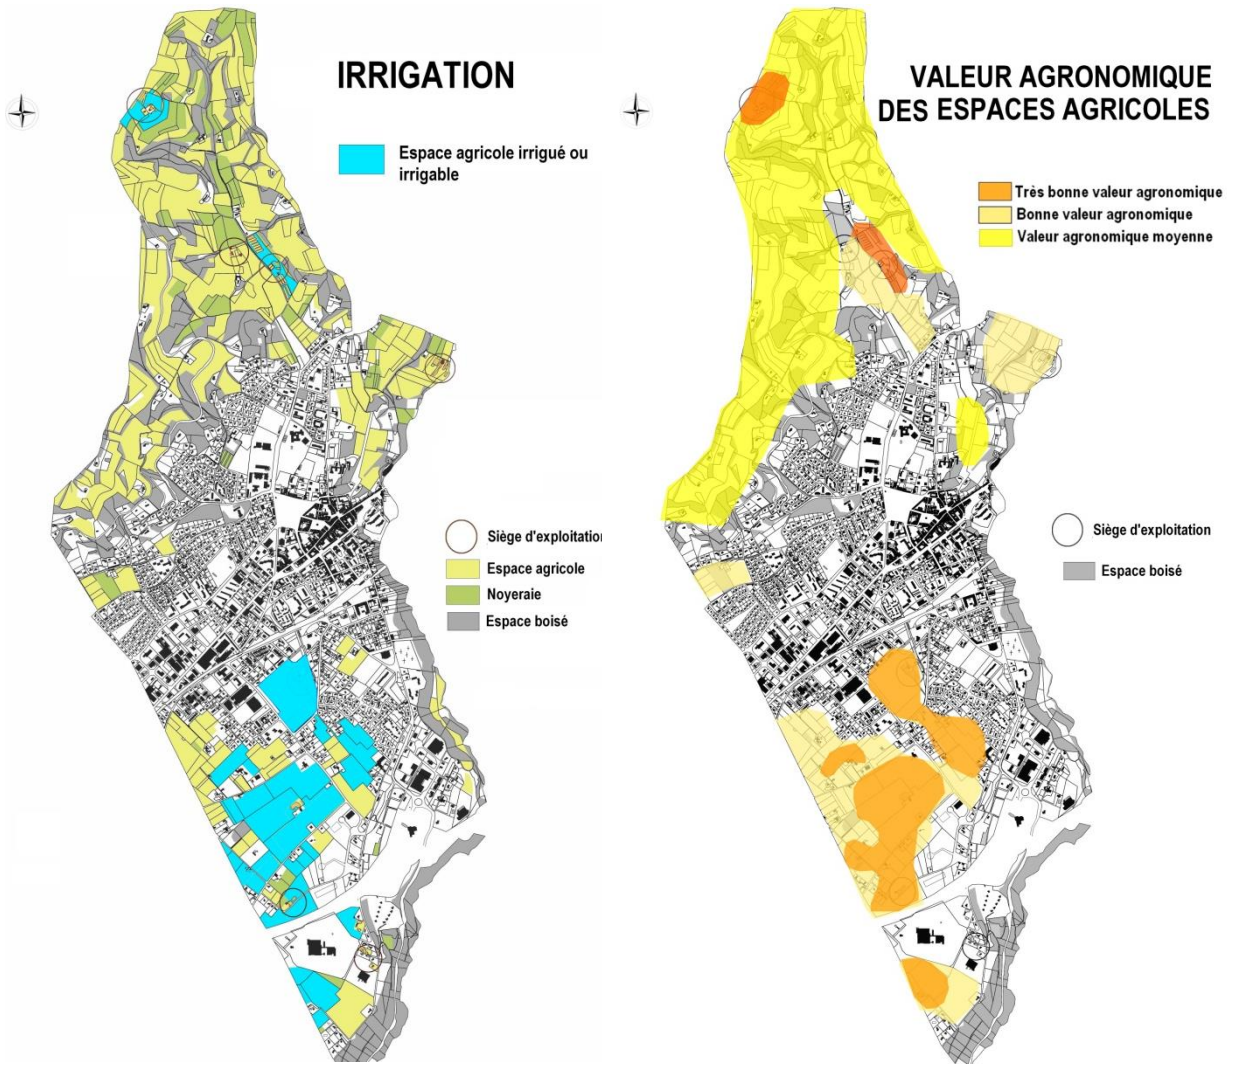 IRRIGATION
Espace agricole irrigué ou
irrigable
Siège d'exploitation
Espace agricole
Noyeraie
Espace boisé
VALEUR AGRONOMIQUE
DES ESPACES AGRICOLES
Très bonne valeur agronomique
Bonne valeur agronomique
Valeur agronomique moyenne
Siège d'exploitation
Espace boisé